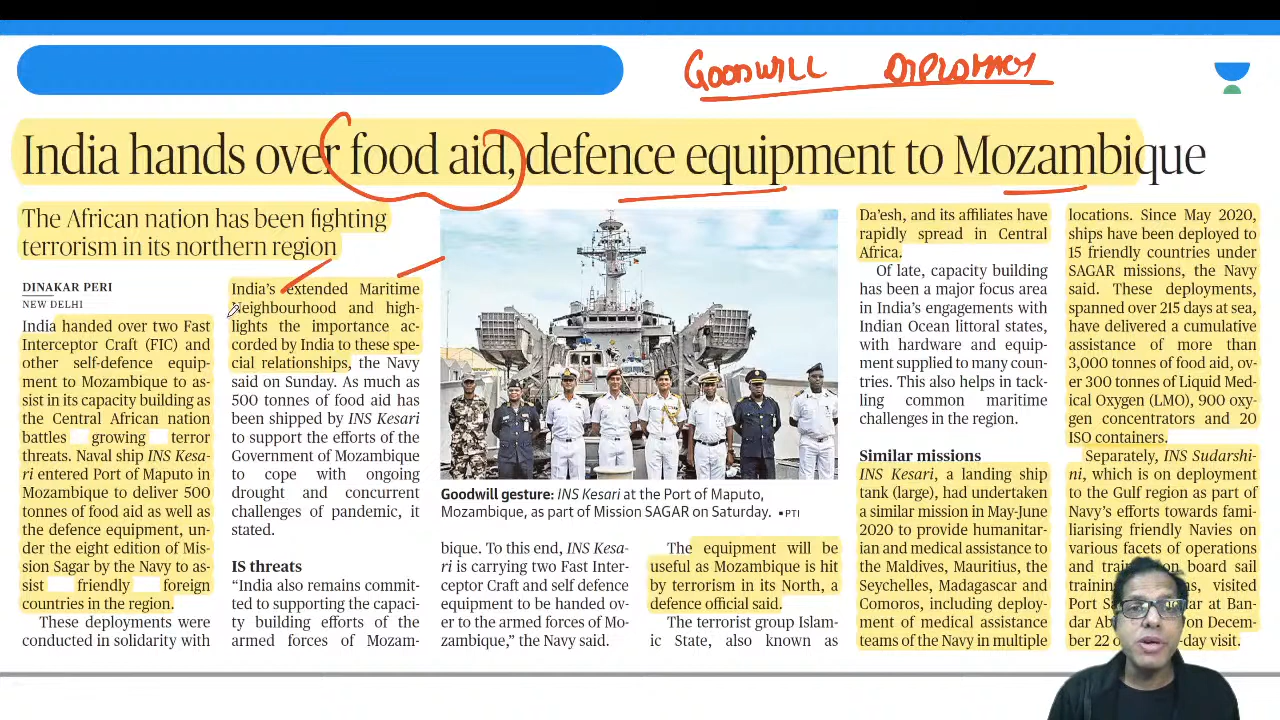 GOODWILL DIPLOMACY
India hands over food aid, defence equipment to Mozambique
The African nation has been fighting
terrorism in its northern region
DINAKAR PERI
NEW DELHI
India handed over two Fast
Interceptor Craft (FIC) and
other self-defence equip-
ment to Mozambique to as-
sist in its capacity building as
the Central African nation
battles growing terror
threats. Naval ship INS Kesa-
ri entered Port of Maputo in
Mozambique to deliver 500
tonnes of food aid as well as
the defence equipment, un-
der the eight edition of Mis-
sion Sagar by the Navy to as-
sist friendly foreign
countries in the region.
These deployments were
conducted in solidarity with
India's extended Maritime
Neighbourhood and high-
lights the importance ac-
corded by India to these spe-
cial relationships, the Navy
said on Sunday. As much as
500 tonnes of food aid has
been shipped by INS Kesari
to support the efforts of the
Government of Mozambique
to cope with ongoing
drought and concurrent
challenges of pandemic, it
stated.
IS threats
"India also remains commit-
ted to supporting the capaci-
ty building efforts of the
armed forces of Mozam-
Goodwill gesture: INS Kesari at the Port of Maputo,
Mozambique, as part of Mission SAGAR on Saturday. ▪PTI
bique. To this end, INS Kesa-
ri is carrying two Fast Inter-
ceptor Craft and self defence
equipment to be handed ov-
er to the armed forces of Mo-
zambique," the Navy said.
The equipment will be
useful as Mozambique is hit
by terrorism in its North, a
defence official said.
The terrorist group Islam-
ic State, also known as
Da'esh, and its affiliates have
rapidly spread in Central
Africa.
Of late, capacity building
has been a major focus area
in India's engagements with
Indian Ocean littoral states,
with hardware and equip-
ment supplied to many coun-
tries. This also helps in tack-
ling common maritime
challenges in the region.
Similar missions
INS Kesari, a landing ship
tank (large), had undertaken
a similar mission in May-June
2020 to provide humanitar-
ian and medical assistance to
the Maldives, Mauritius, the
Seychelles, Madagascar and
Comoros, including deploy-
ment of medical assistance
teams of the Navy in multiple
locations. Since May 2020,
ships have been deployed to
15 friendly countries under
SAGAR missions, the Navy
said. These deployments,
spanned over 215 days at sea,
have delivered a cumulative
assistance of more than
3,000 tonnes of food aid, ov-
er 300 tonnes of Liquid Med-
ical Oxygen (LMO), 900 oxy-
gen concentrators and 20
ISO containers.
Separately, INS Sudarshi-
ni, which is on deployment
to the Gulf region as part of
Navy's efforts towards fami-
liarising friendly Navies on
various facets of operations
and on board sail
training visited
Port at Ban-
dar on Decem-
ber 22 day visit.